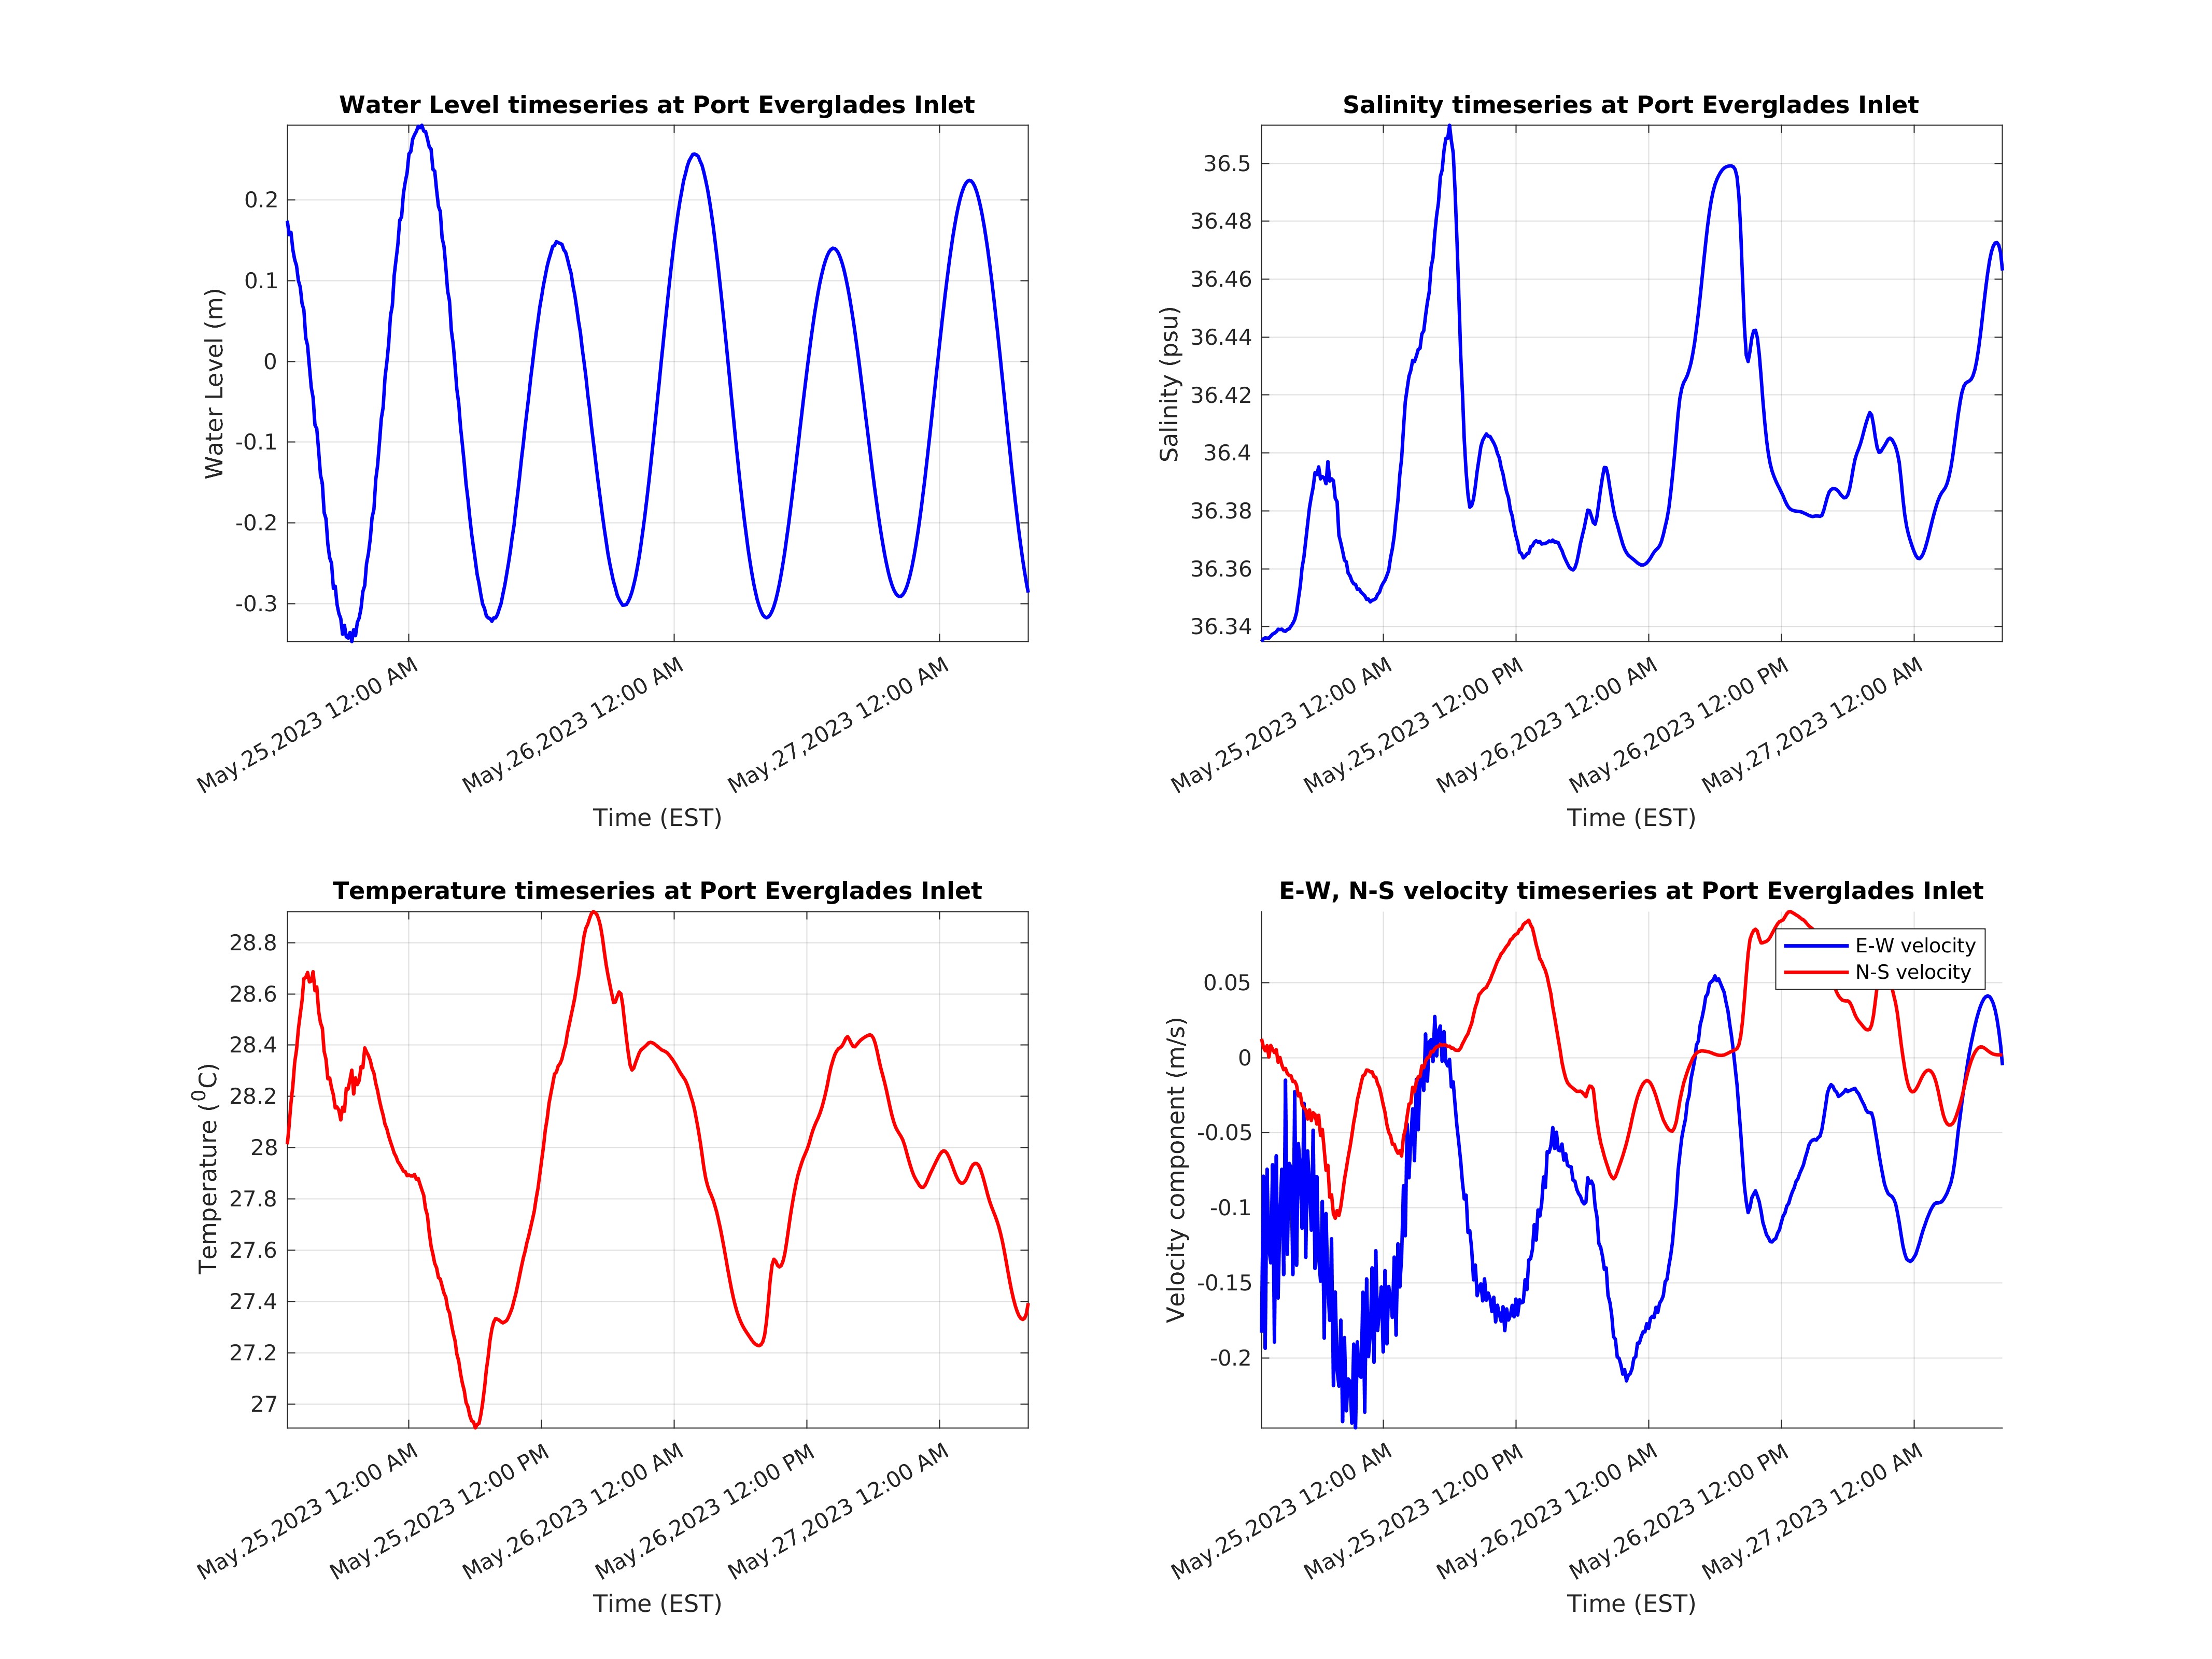 Water Level timeseries at Port Everglades Inlet
Water Level (m)
0.2
0.1
0
-0.1
-0.2
-0.3
May.25,2023 12:00 AM
May.26,2023 12:00 AM
May.27,2023 12:00 AM
Time (EST)
Salinity timeseries at Port Everglades Inlet
Salinity (psu)
36.5
36.48
36.46
36.44
36.42
36.4
36.38
36.36
36.34
May.25,2023 12:00 AM
May.25,2023 12:00 PM
May.26,2023 12:00 AM
May.26,2023 12:00 PM
May.27,2023 12:00 AM
Time (EST)
Temperature timeseries at Port Everglades Inlet
Temperature (⁰C)
28.8
28.6
28.4
28.2
28
27.8
27.6
27.4
27.2
27
May.25,2023 12:00 AM
May.25,2023 12:00 PM
May.26,2023 12:00 AM
May.26,2023 12:00 PM
May.27,2023 12:00 AM
Time (EST)
E-W, N-S velocity timeseries at Port Everglades Inlet
E-W velocity
N-S velocity
Velocity component (m/s)
0.05
0
-0.05
-0.1
-0.15
-0.2
May.25,2023 12:00 AM
May.25,2023 12:00 PM
May.26,2023 12:00 AM
May.26,2023 12:00 PM
May.27,2023 12:00 AM
Time (EST)